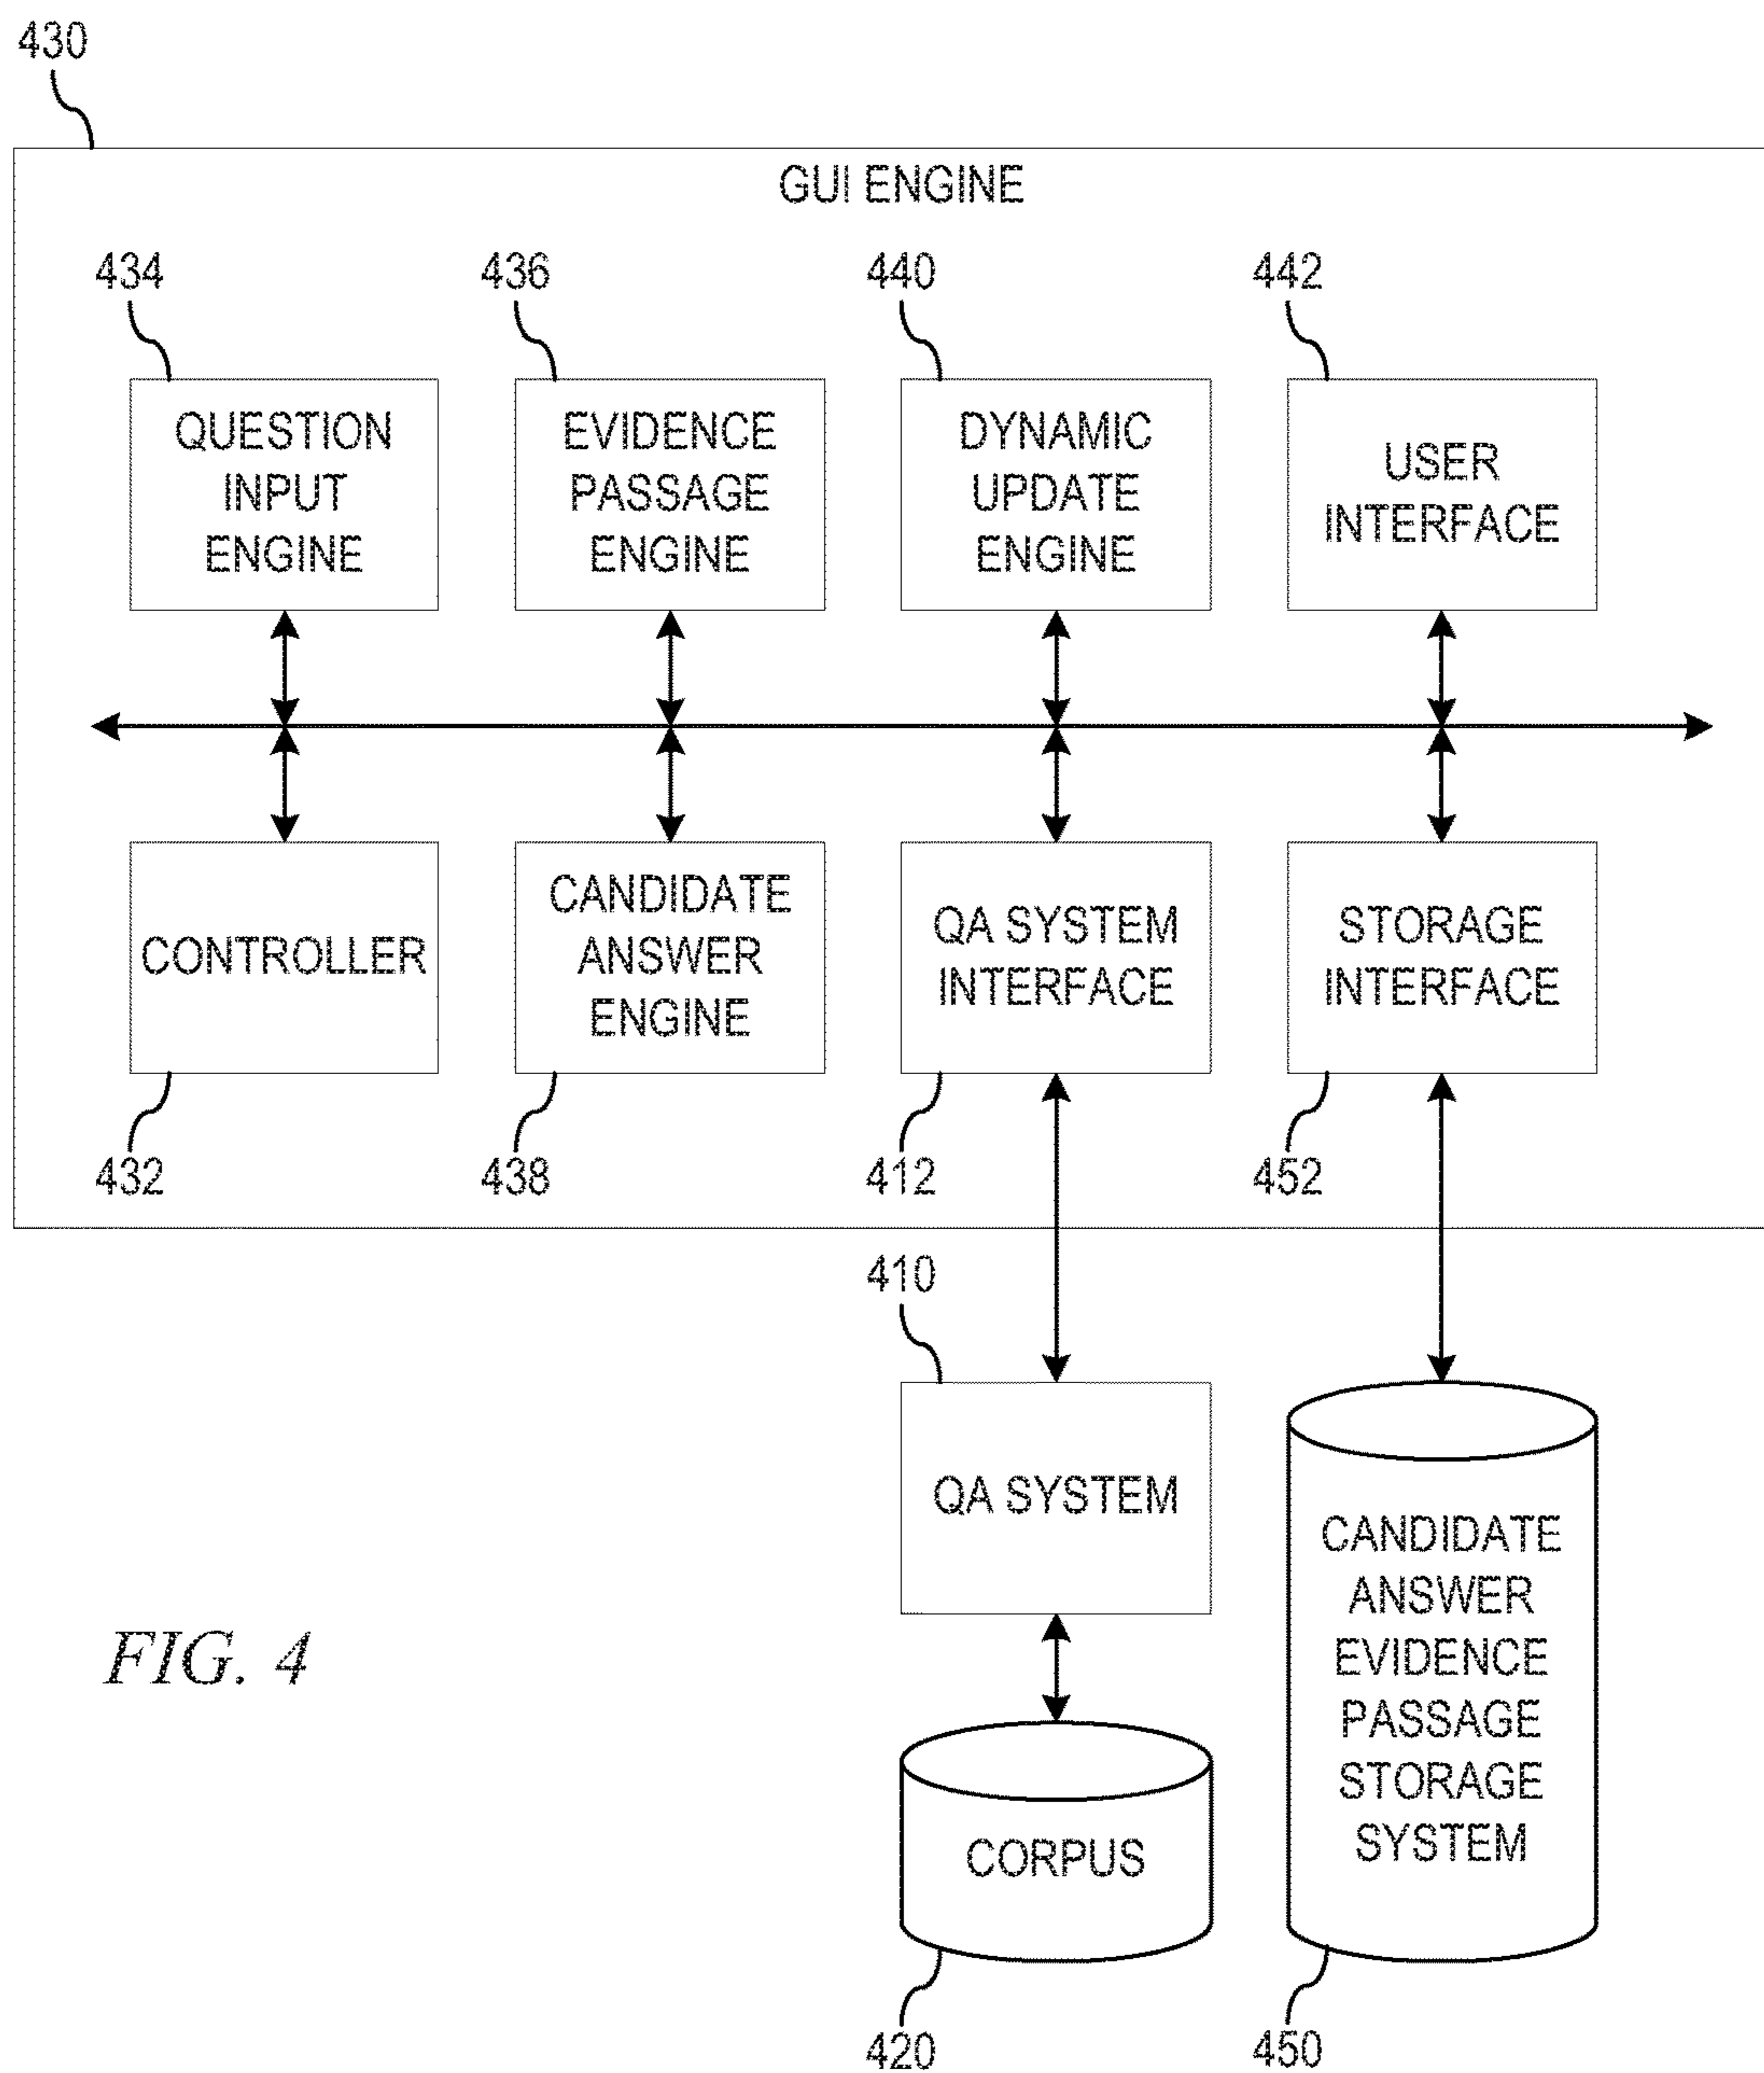 430
GUI ENGINE
434
436
440
442
QUESTION
INPUT
ENGINE
EVIDENCE
PASSAGE
ENGINE
DYNAMIC
UPDATE
ENGINE
USER
INTERFACE
CONTROLLER
CANDIDATE
ANSWER
ENGINE
QA SYSTEM
INTERFACE
STORAGE
INTERFACE
432
438
412
452
410
QA SYSTEM
CANDIDATE
ANSWER
EVIDENCE
PASSAGE
STORAGE
SYSTEM
FIG. 4
CORPUS
420
450